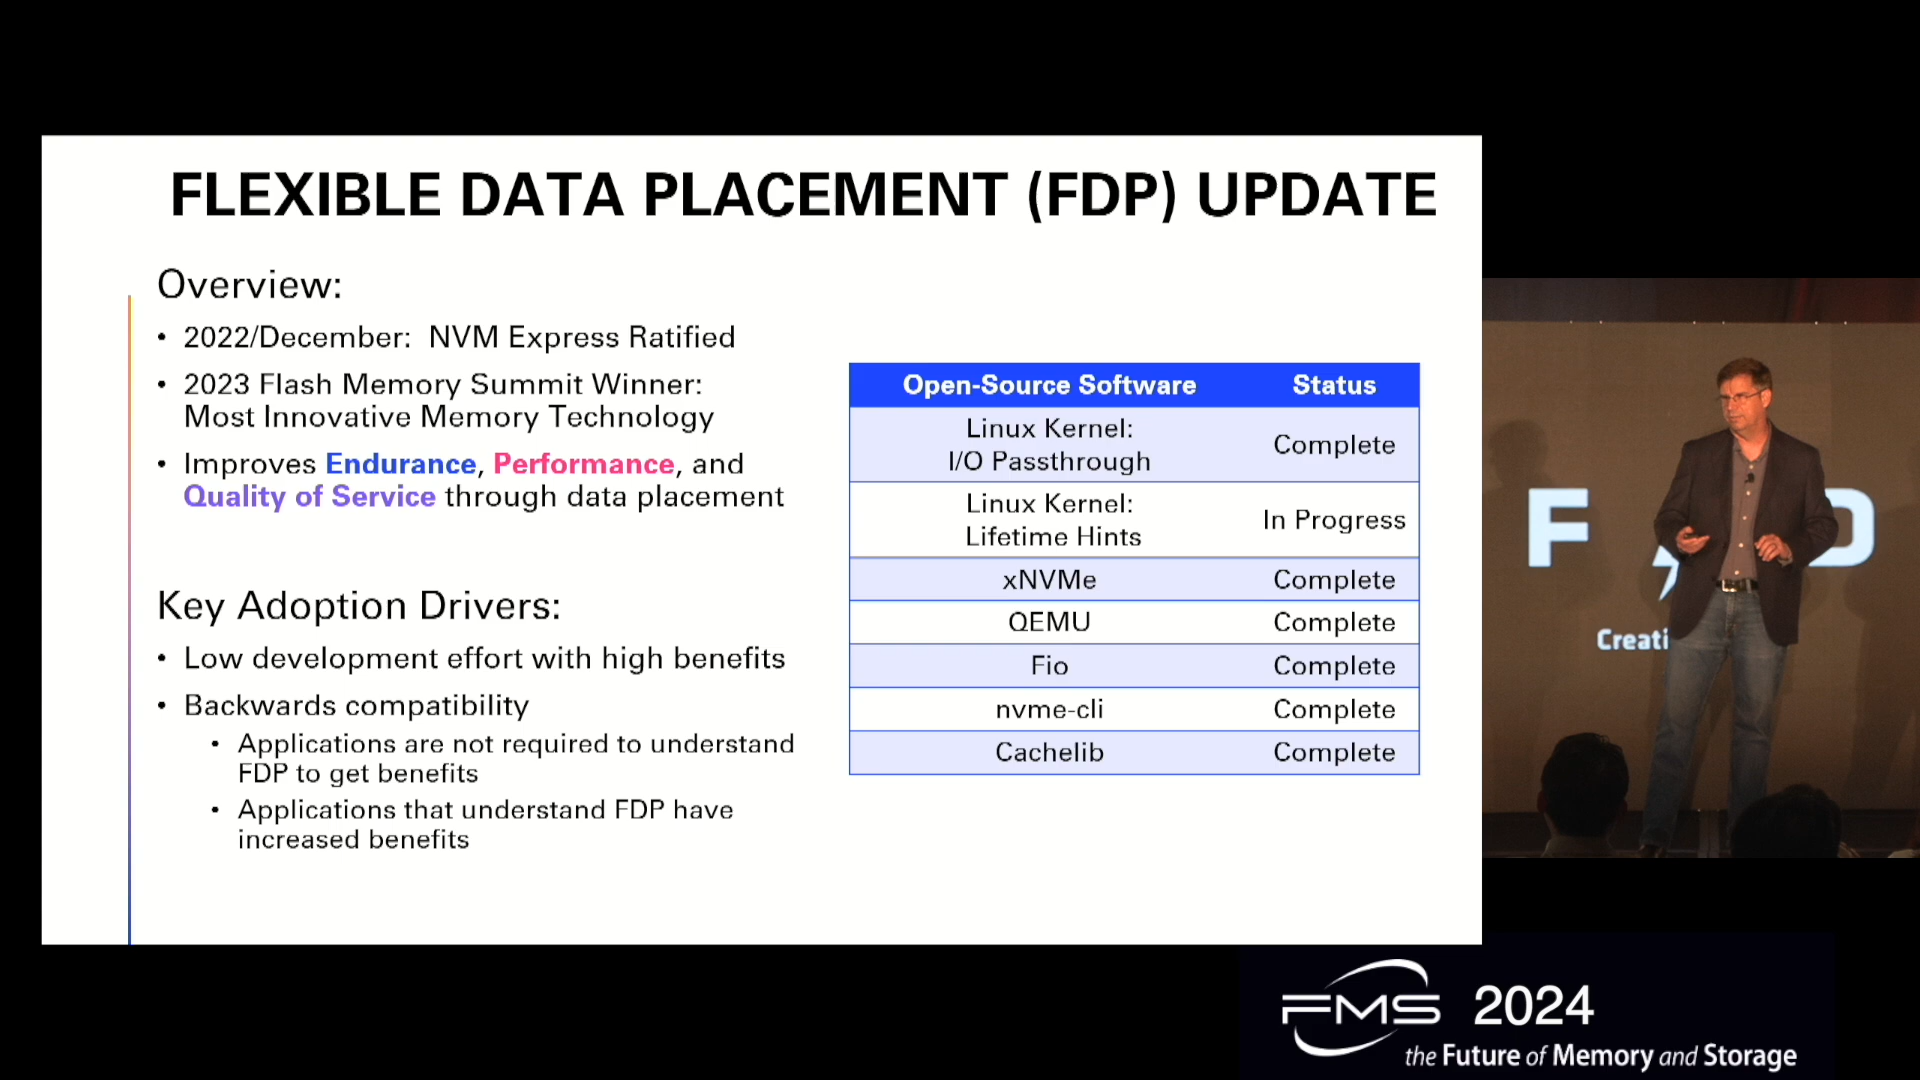 FLEXIBLE DATA PLACEMENT (FDP) UPDATE
Overview:
• 2022/December: NVM Express Ratified
• 2023 Flash Memory Summit Winner:
Most Innovative Memory Technology
• Improves Endurance, Performance, and
Quality of Service through data placement
Key Adoption Drivers:
• Low development effort with high benefits
• Backwards compatibility
• Applications are not required to understand
FDP to get benefits
• Applications that understand FDP have
increased benefits
Open-Source Software Status
Linux Kernel:
I/O Passthrough Complete
Linux Kernel:
Lifetime Hints In Progress
xNVMe Complete
QEMU Complete
Fio Complete
nvme-cli Complete
Cachelib Complete
F
Creati
FMS 2024
the Future of Memory and Storage